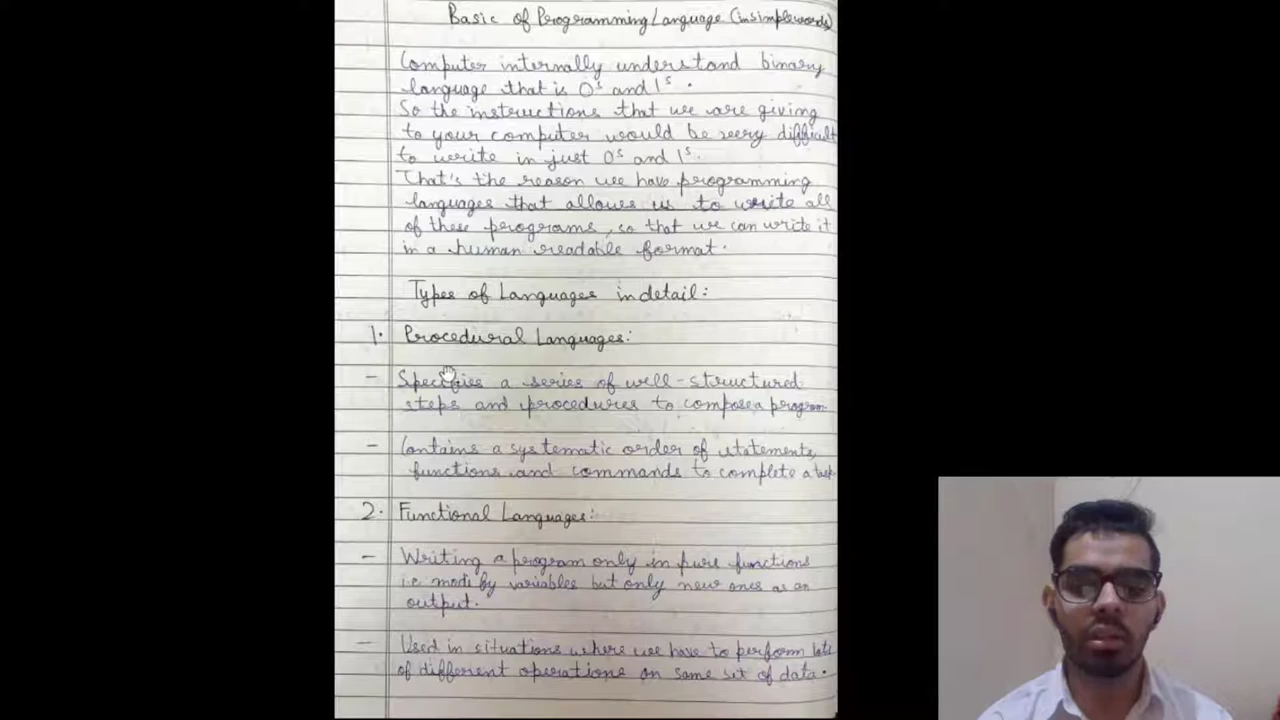 Basic of Programming Language (in simple words)
Computer internally understand binary
language that is 0s and 1s.
So the instructions that we are giving
to your computer would be very difficult
to write in just 0s and 1s.
That's the reason we have programming
languages that allows us to write all
of these programs, so that we can write it
in a human readable format.
Types of Languages in detail:
1. Procedural Languages:
- Specifies a series of well-structured
steps and procedures to compose a program.
- Contains a systematic order of statements,
functions and commands to complete a task
2. Functional Languages:
- Writing a program only in pure functions
i.e. modi by variables but only new ones as an
output.
- Used in situations where we have to perform lots
of different operations on same set of data.